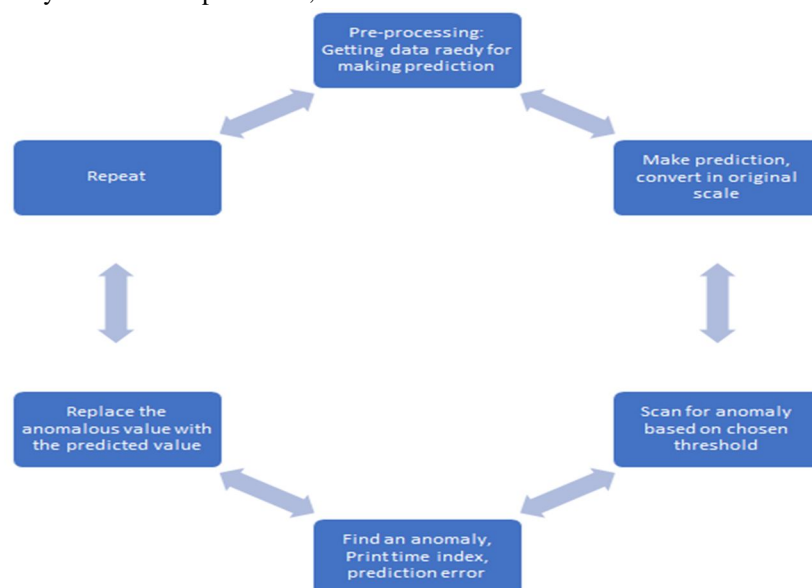 Pre-processing:
Getting data raedy for
making prediction
Repeat
Make prediction,
convert in original
scale
Replace the
anomalous value with
the predicted value
Scan for anomaly
based on chosen
threshold
Find an anomaly,
Print time index,
prediction error